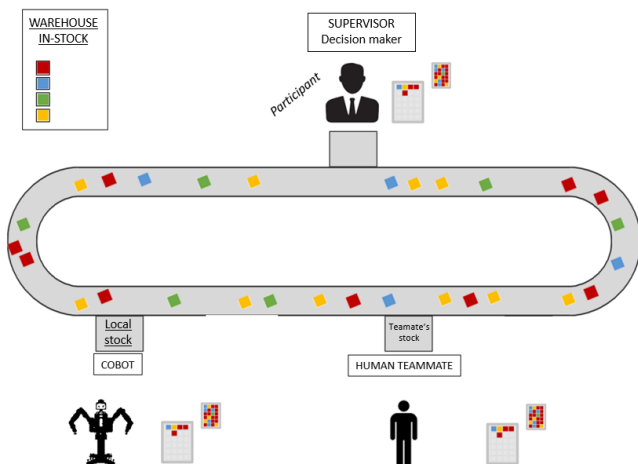 WAREHOUSE
IN-STOCK
SUPERVISOR
Decision maker
Participant
Local
stock
Teamate's
stock
COBOT
HUMAN TEAMMATE